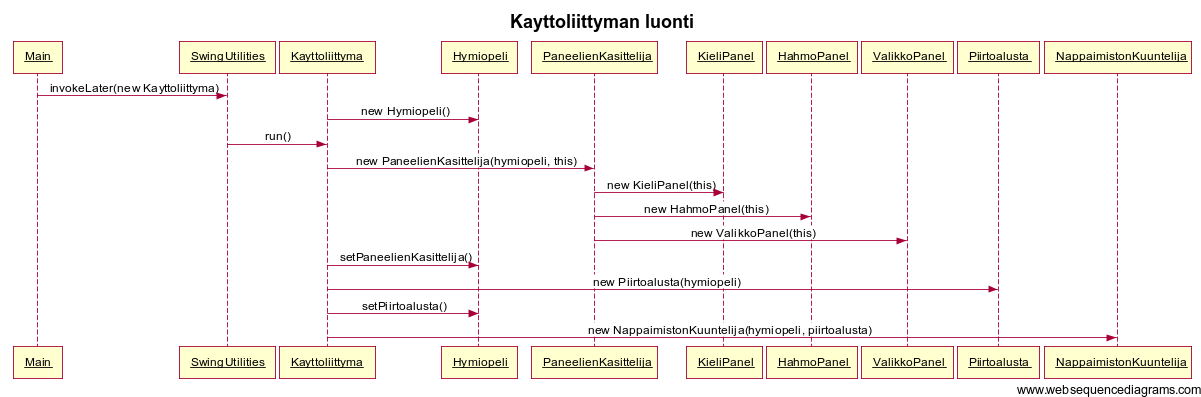 Kayttoliittyman luonti
Main SwingUtilities Kayttoliittyma Hymiopeli PaneelienKasittelija KieliPanel HahmoPanel ValikkoPanel Piirtoalusta NappaimistonKuuntelija
invokeLater(new Kayttoliittyma)
new Hymiopeli()
run()
new PaneelienKasittelija(hymiopeli, this)
new KieliPanel(this)
new HahmoPanel(this)
new ValikkoPanel(this)
setPaneelienKasittelija()
new Piirtoalusta(hymiopeli)
setPiirtoalusta()
new NappaimistonKuuntelija(hymiopeli, piirtoalusta)
Main SwingUtilities Kayttoliittyma Hymiopeli PaneelienKasittelija KieliPanel HahmoPanel ValikkoPanel Piirtoalusta NappaimistonKuuntelija
www.websequencediagrams.com